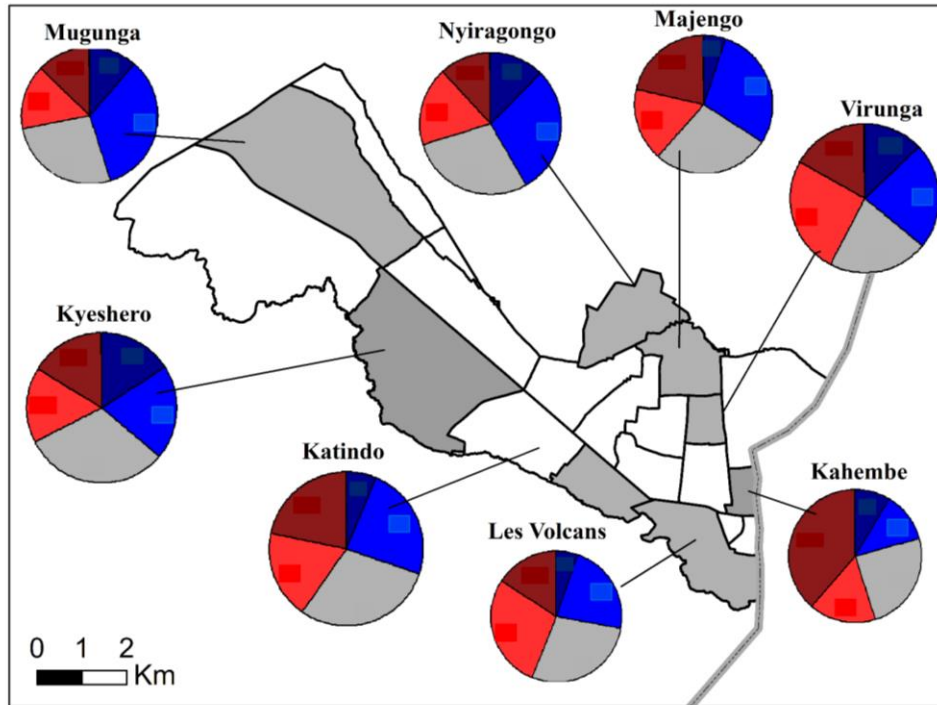 Mugunga
Nyiragongo
Majengo
Virunga
Kyeshero
Katindo
Les Volcans
Kahembe
0 1 2
Km